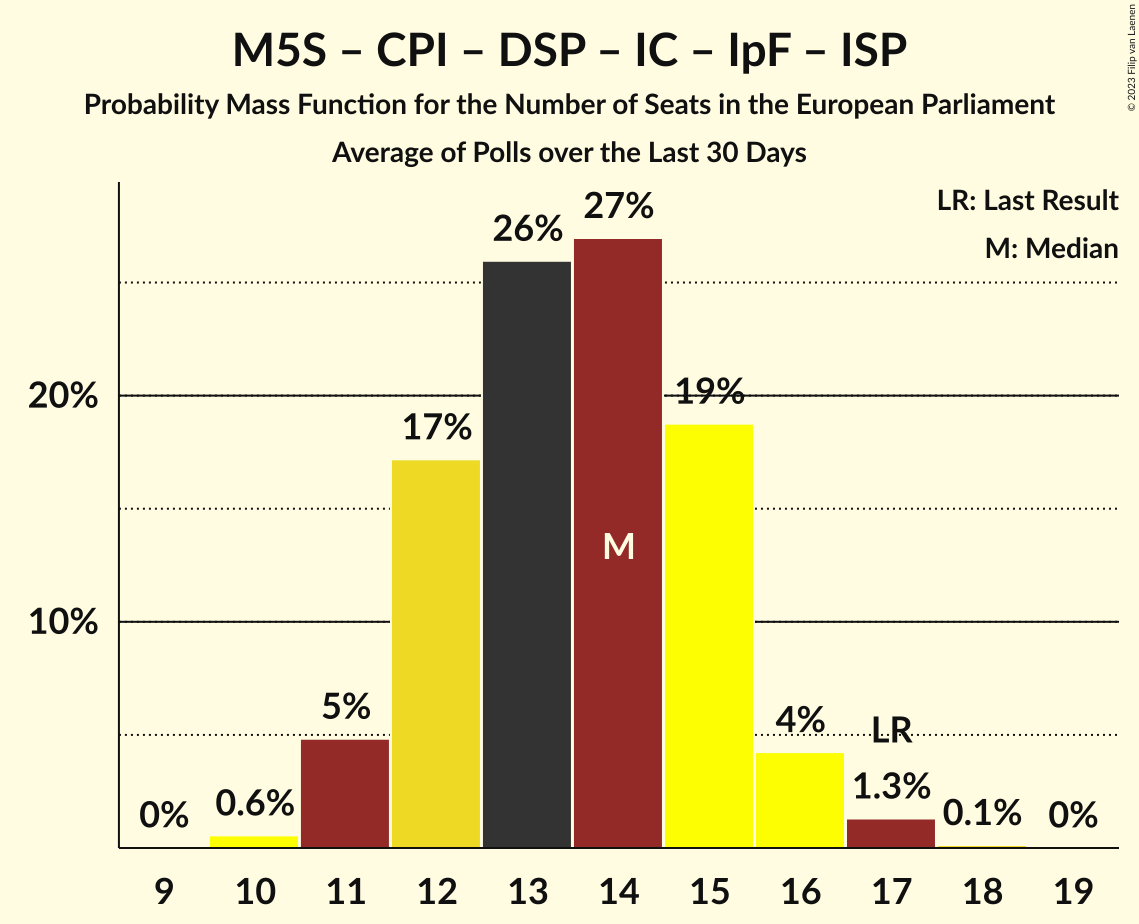 M5S – CPI – DSP – IC – IpF – ISP
Probability Mass Function for the Number of Seats in the European Parliament
Average of Polls over the Last 30 Days
© 2023 Filip van Laenen
LR: Last Result
M: Median
27%
26%
20%
19%
17%
M
10%
5%
4%
LR
1.3%
0.6%
0.1%
0%
0%
9 10 11 12 13 14 15 16 17 18 19